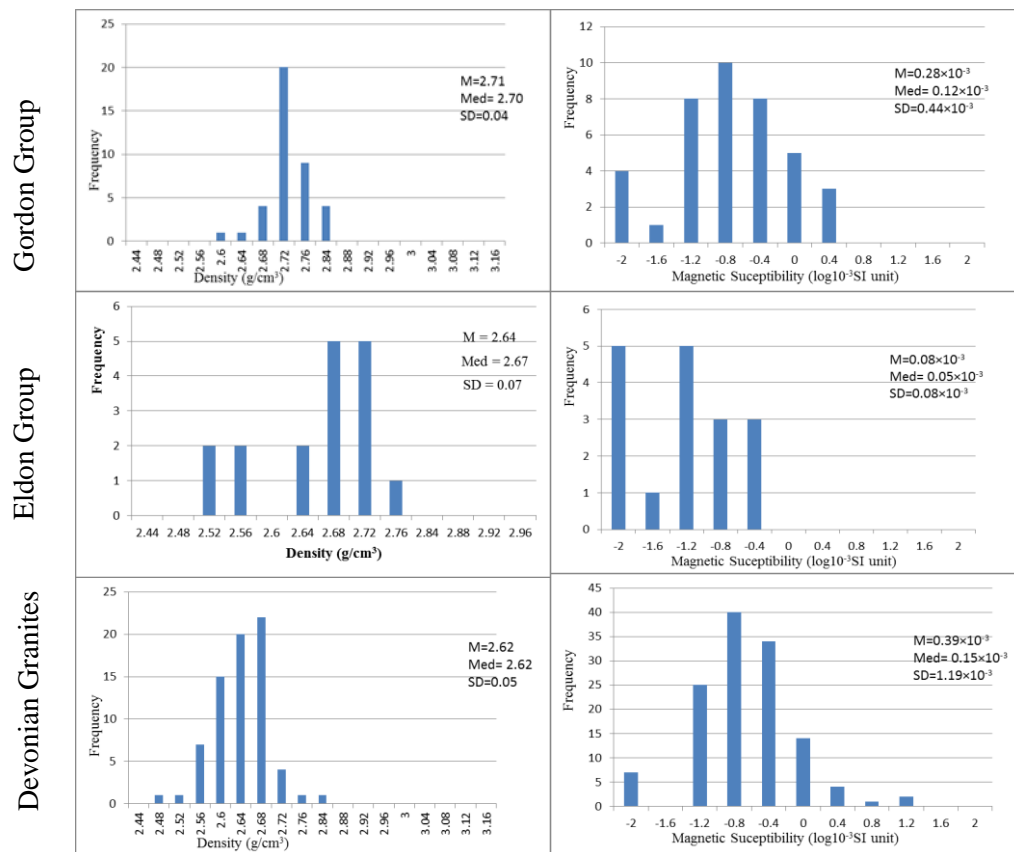 Gordon Group
Frequency
25
20
15
10
5
0
M=2.71
Med= 2.70
SD=0.04
2.44 2.48 2.52 2.56 2.6 2.64 2.68 2.72 2.76 2.84 2.88 2.92 2.96 3 3.04 3.08 3.12 3.16
Density (g/cm³)
Frequency
12
10
8
6
4
2
0
M=0.28×10⁻³
Med= 0.12×10⁻³
SD=0.44×10⁻³
-2 -1.6 -1.2 -0.8 -0.4 0 0.4 0.8 1.2 1.6 2
Magnetic Suceptibility (log10⁻³SI unit)
Eldon Group
Frequency
6
5
4
3
2
1
0
M = 2.64
Med = 2.67
SD = 0.07
2.44 2.48 2.52 2.56 2.6 2.64 2.68 2.72 2.76 2.84 2.88 2.92 2.96
Density (g/cm³)
Frequency
6
5
4
3
2
1
0
M=0.08×10⁻³
Med= 0.05×10⁻³
SD=0.08×10⁻³
-2 -1.6 -1.2 -0.8 -0.4 0 0.4 0.8 1.2 1.6 2
Magnetic Suceptibility (log10⁻³SI unit)
Devonian Granites
Frequency
25
20
15
10
5
0
M=2.62
Med= 2.62
SD=0.05
2.44 2.48 2.52 2.56 2.6 2.64 2.68 2.72 2.76 2.84 2.88 2.92 2.96 3 3.04 3.08 3.12 3.16
Density (g/cm³)
Frequency
45
40
35
30
25
20
15
10
5
0
M=0.39×10⁻³
Med= 0.15×10⁻³
SD=1.19×10⁻³
-2 -1.2 -0.8 -0.4 0 0.4 0.8 1.2 1.6 2
Magnetic Suceptibility (log10⁻³SI unit)